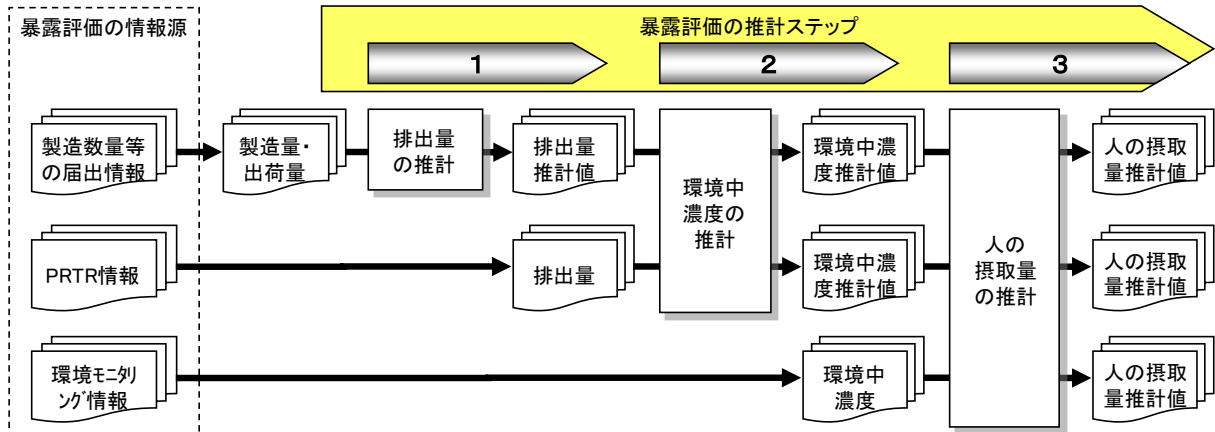 暴露評価の情報源
暴露評価の推計ステップ
1
2
3
製造数量等
の届出情報
製造量・
出荷量
排出量
の推計
排出量
推計値
環境中
濃度の
推計
環境中濃
度推計値
人の
摂取量
の推計
人の摂取
量推計値
PRTR情報
排出量
環境中濃
度推計値
人の摂取
量推計値
環境ﾓﾆﾀﾘ
ﾝｸﾞ情報
環境中
濃度
人の摂取
量推計値